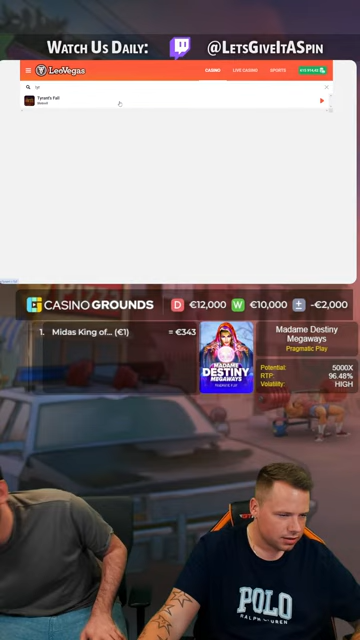 WATCH US DAILY: @LETSGIVEITASPIN
LeoVegas CASINO LIVE CASINO SPORTS
Tyrant's Fall
CASINO GROUNDS D €12,000 W €10,000 ± -€2,000
1. Midas King of... (€1) = €343
MADAME
DESTINY
MEGAWAYS
Madame Destiny
Megaways
Pragmatic Play
Potential: 5000X
RTP: 96.48%
Volatility: HIGH
POLO
RALPH LAUREN